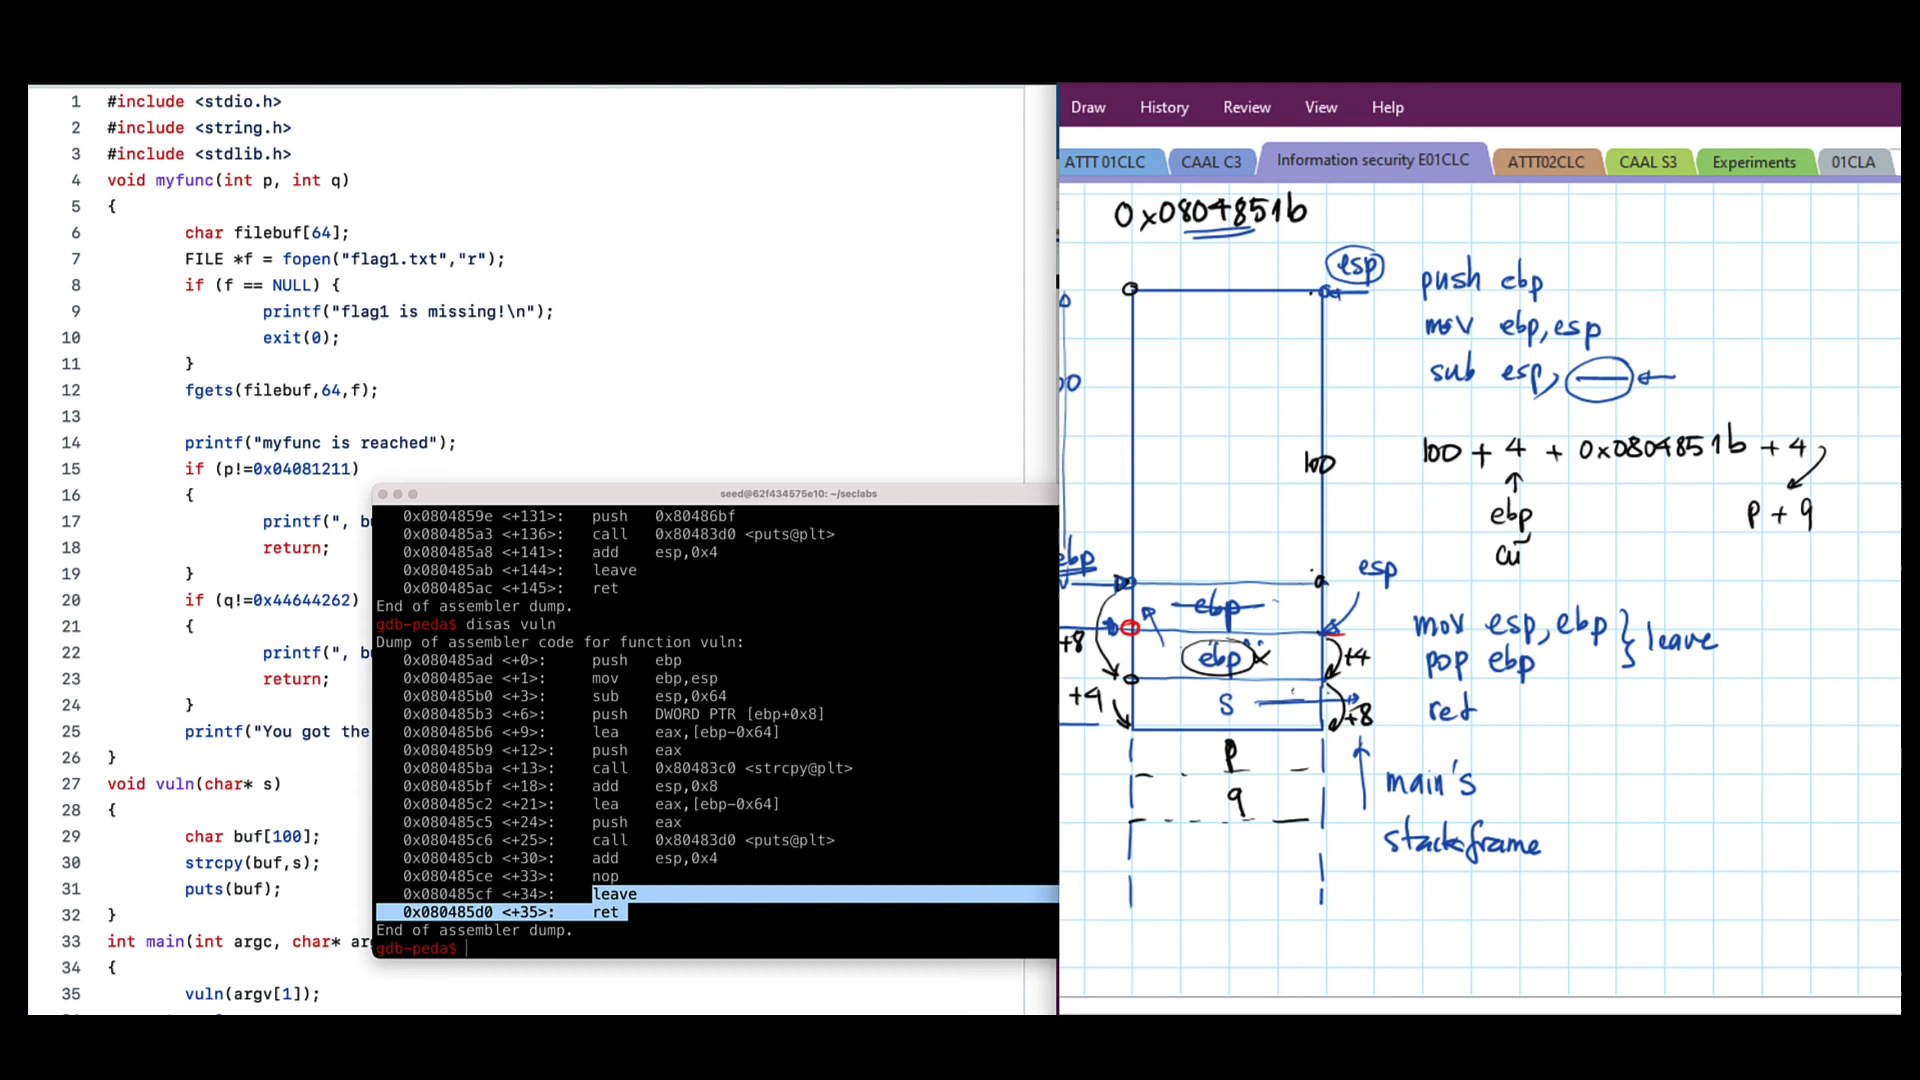 1 #include <stdio.h>
2 #include <string.h>
3 #include <stdlib.h>
4 void myfunc(int p, int q)
5 {
6 char filebuf[64];
7 FILE *f = fopen("flag1.txt","r");
8 if (f == NULL) {
9 printf("flag1 is missing!\n");
10 exit(0);
11 }
12 fgets(filebuf,64,f);
13
14 printf("myfunc is reached");
15 if (p!=0x04081211)
16 {
17 printf(", b
18 return;
19 }
20 if (q!=0x44644262)
21 {
22 printf(", b
23 return;
24 }
25 printf("You got the
26 }
27 void vuln(char* s)
28 {
29 char buf[100];
30 strcpy(buf,s);
31 puts(buf);
32 }
33 int main(int argc, char* ar
34 {
35 vuln(argv[1]);
seed@62f434575e10: ~/seclabs
0x0804859e <+131>: push 0x80486bf
0x080485a3 <+136>: call 0x80483d0 <puts@plt>
0x080485a8 <+141>: add esp,0x4
0x080485ab <+144>: leave
0x080485ac <+145>: ret
End of assembler dump.
gdb-peda$ disas vuln
Dump of assembler code for function vuln:
0x080485ad <+0>: push ebp
0x080485ae <+1>: mov ebp,esp
0x080485b0 <+3>: sub esp,0x64
0x080485b3 <+6>: push DWORD PTR [ebp+0x8]
0x080485b6 <+9>: lea eax,[ebp-0x64]
0x080485b9 <+12>: push eax
0x080485ba <+13>: call 0x80483c0 <strcpy@plt>
0x080485bf <+18>: add esp,0x8
0x080485c2 <+21>: lea eax,[ebp-0x64]
0x080485c5 <+24>: push eax
0x080485c6 <+25>: call 0x80483d0 <puts@plt>
0x080485cb <+30>: add esp,0x4
0x080485ce <+33>: nop
0x080485cf <+34>: leave
0x080485d0 <+35>: ret
End of assembler dump.
gdb-peda$
Draw History Review View Help
ATTT 01CLC CAAL C3 Information security E01CLC ATTT02CLC CAAL S3 Experiments 01CLA
0x0804851b
esp
push ebp
mov ebp,esp
sub esp,
100 + 4 + 0x0804851b + 4
ebp
cũ
p + q
100
ebp
esp
ebp
+8
"ebp" x
+4
+4
s
+8
mov esp, ebp } leave
pop ebp
ret
p
q
main's
stackframe